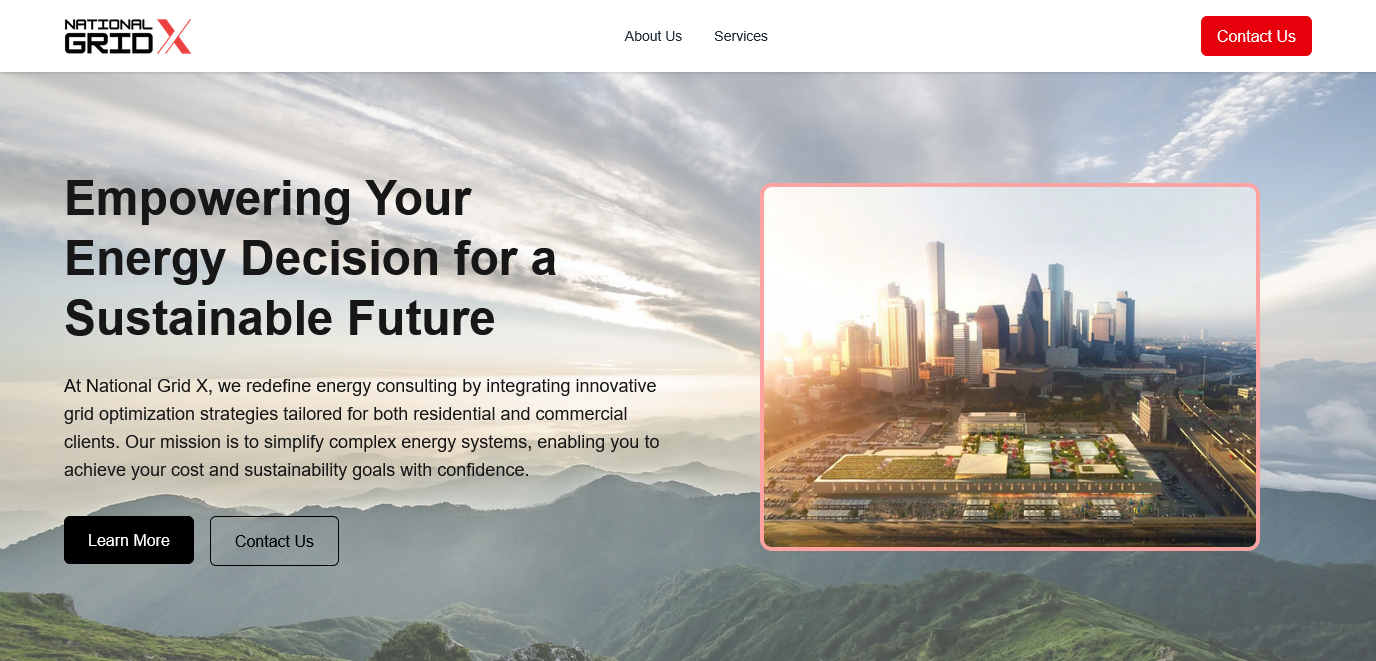 NATIONAL
GRID X
About Us
Services
Contact Us
Empowering Your
Energy Decision for a
Sustainable Future
At National Grid X, we redefine energy consulting by integrating innovative
grid optimization strategies tailored for both residential and commercial
clients. Our mission is to simplify complex energy systems, enabling you to
achieve your cost and sustainability goals with confidence.
Learn More
Contact Us